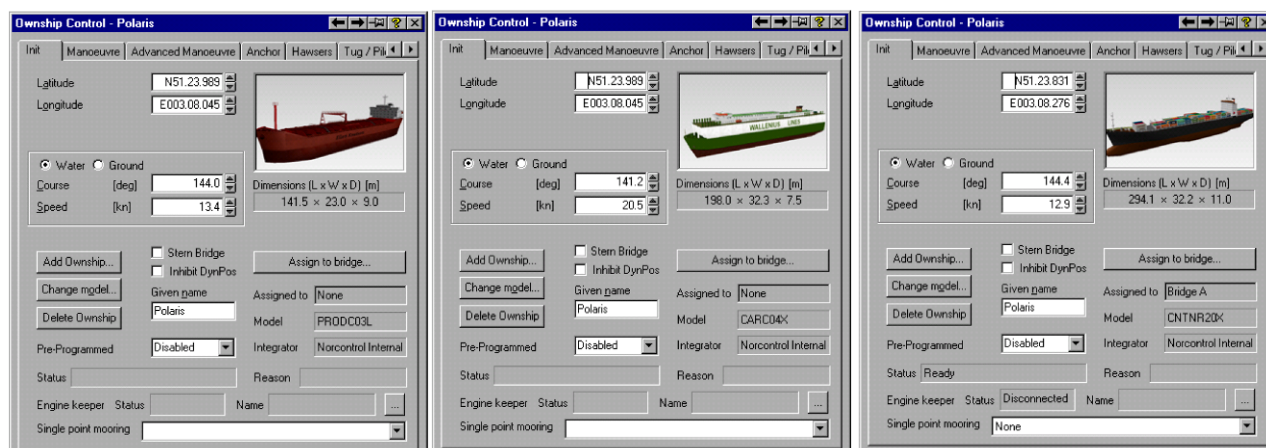 Ownship Control - Polaris
Init Manoeuvre Advanced Manoeuvre Anchor Hawsers Tug / Pil
Latitude N51.23.989
Longitude E003.08.045
Water Ground
Course [deg] 144.0
Speed [kn] 13.4
Dimensions (L x W x D) [m]
141.5 × 23.0 × 9.0
Add Ownship...
Change model...
Delete Ownship
Stern Bridge
Inhibit DynPos
Given name
Polaris
Assign to bridge...
Assigned to None
Model PRODC03L
Pre-Programmed Disabled
Integrator Norcontrol Internal
Status Reason
Engine keeper Status Name ...
Single point mooring
Ownship Control - Polaris
Init Manoeuvre Advanced Manoeuvre Anchor Hawsers Tug / Pil
Latitude N51.23.989
Longitude E003.08.045
WALLENIUS LINES
Water Ground
Course [deg] 141.2
Speed [kn] 20.5
Dimensions (L x W x D) [m]
198.0 × 32.3 × 7.5
Add Ownship...
Change model...
Delete Ownship
Stern Bridge
Inhibit DynPos
Given name
Polaris
Assign to bridge...
Assigned to None
Model CARC04X
Pre-Programmed Disabled
Integrator Norcontrol Internal
Status Reason
Engine keeper Status Name ...
Single point mooring
Ownship Control - Polaris
Init Manoeuvre Advanced Manoeuvre Anchor Hawsers Tug / Pil
Latitude N51.23.831
Longitude E003.08.276
Water Ground
Course [deg] 144.4
Speed [kn] 12.9
Dimensions (L x W x D) [m]
294.1 × 32.2 × 11.0
Add Ownship...
Change model...
Delete Ownship
Stern Bridge
Inhibit DynPos
Given name
Polaris
Assign to bridge...
Assigned to Bridge A
Model CNTNR20X
Pre-Programmed Disabled
Integrator Norcontrol Internal
Status Ready Reason
Engine keeper Status Disconnected Name ...
Single point mooring None